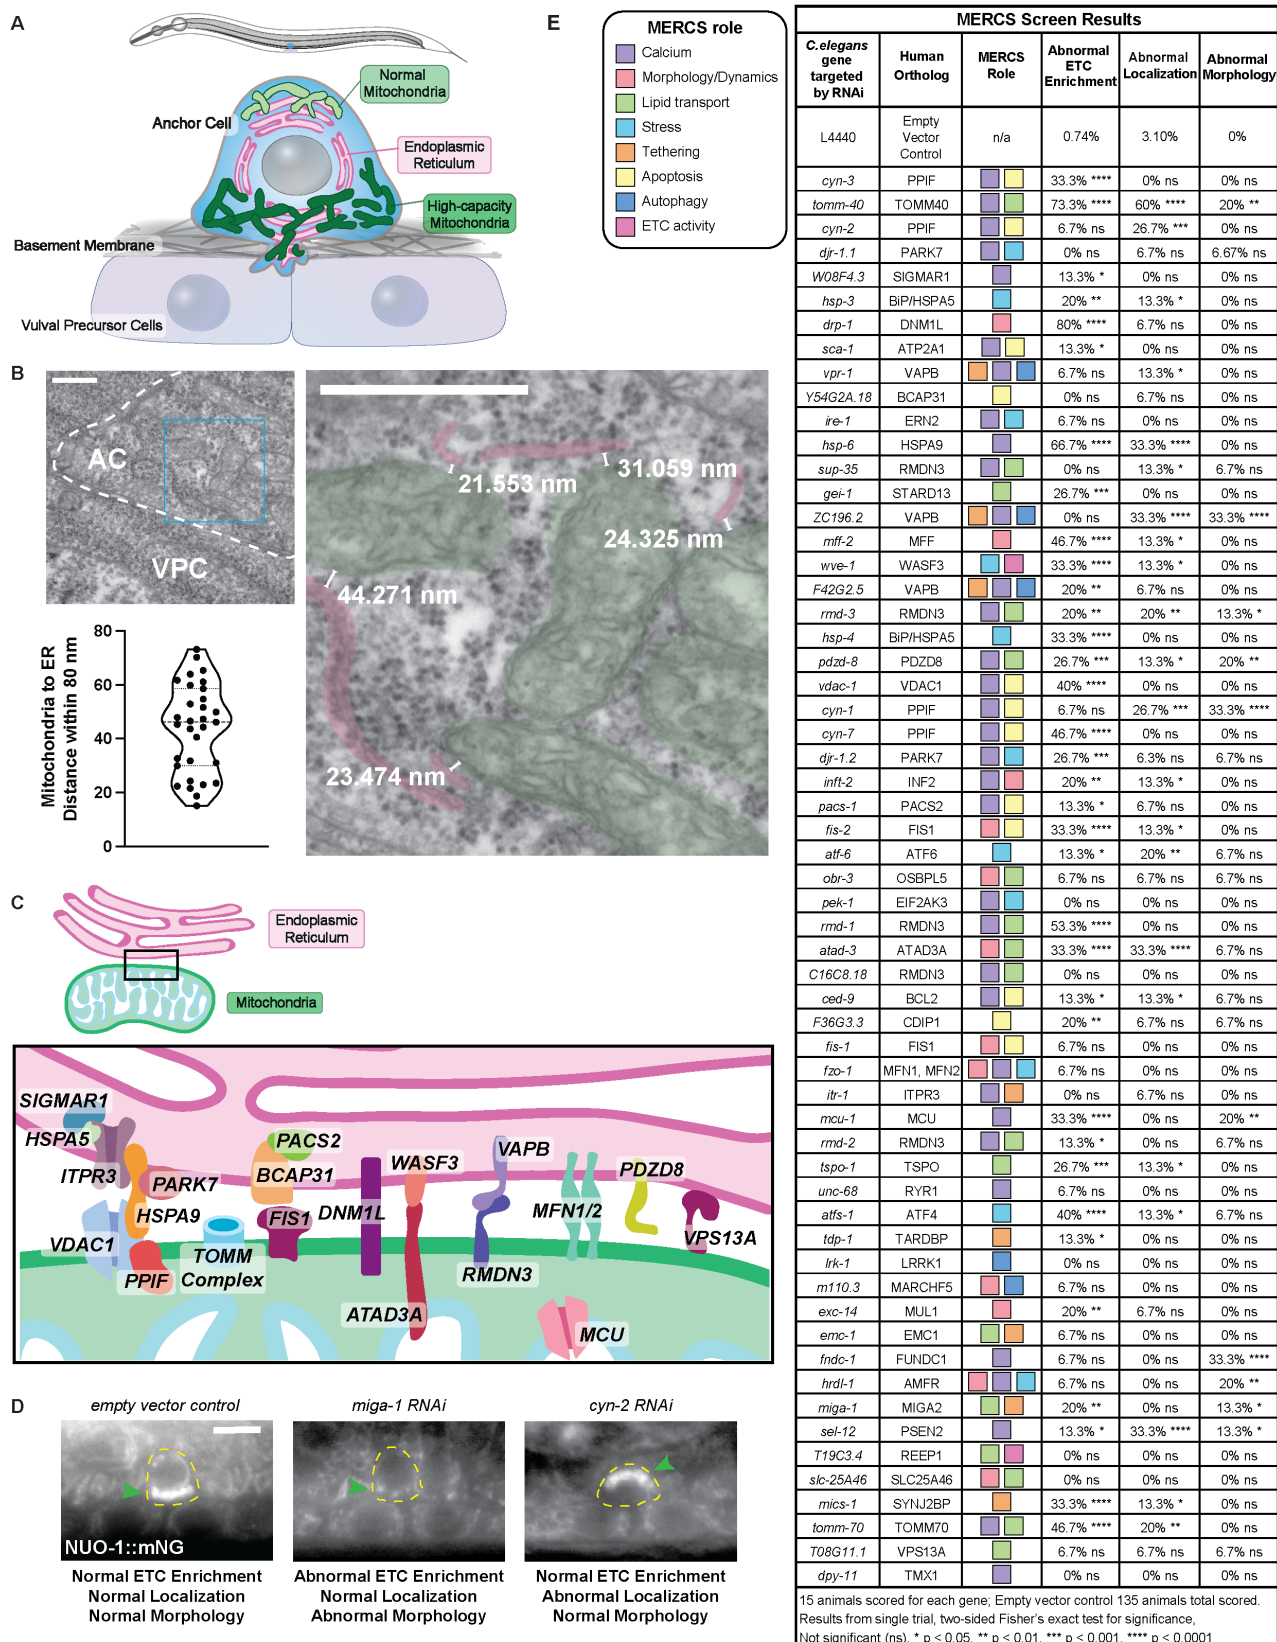 A
Normal
Mitochondria
Anchor Cell
Endoplasmic
Reticulum
High-capacity
Mitochondria
Basement Membrane
Vulval Precursor Cells
B
AC
VPC
21.553 nm
31.059 nm
24.325 nm
44.271 nm
23.474 nm
Mitochondria to ER
Distance within 80 nm
80
60
40
20
0
C
Endoplasmic
Reticulum
Mitochondria
SIGMAR1
HSPA5
ITPR3
PARK7
HSPA9
VDAC1
PPIF
TOMM
Complex
PACS2
BCAP31
FIS1
DNM1L
WASF3
ATAD3A
VAPB
RMDN3
MFN1/2
MCU
PDZD8
VPS13A
D
empty vector control
miga-1 RNAi
cyn-2 RNAi
NUO-1::mNG
Normal ETC Enrichment
Normal Localization
Normal Morphology
Abnormal ETC Enrichment
Normal Localization
Abnormal Morphology
Normal ETC Enrichment
Abnormal Localization
Normal Morphology
E
MERCS role
Calcium
Morphology/Dynamics
Lipid transport
Stress
Tethering
Apoptosis
Autophagy
ETC activity
MERCS Screen Results
C.elegans gene targeted by RNAi Human Ortholog MERCS Role Abnormal ETC Enrichment Abnormal Localization Abnormal Morphology
L4440 Empty Vector Control n/a 0.74% 3.10% 0%
cyn-3 PPIF 33.3% **** 0% ns 0% ns
tomm-40 TOMM40 73.3% **** 60% **** 20% **
cyn-2 PPIF 6.7% ns 26.7% *** 0% ns
djr-1.1 PARK7 0% ns 6.7% ns 6.67% ns
W08F4.3 SIGMAR1 13.3% * 0% ns 0% ns
hsp-3 BiP/HSPA5 20% ** 13.3% * 0% ns
drp-1 DNM1L 80% **** 6.7% ns 0% ns
sca-1 ATP2A1 13.3% * 0% ns 0% ns
vpr-1 VAPB 6.7% ns 13.3% * 0% ns
Y54G2A.18 BCAP31 0% ns 6.7% ns 0% ns
ire-1 ERN2 6.7% ns 0% ns 0% ns
hsp-6 HSPA9 66.7% **** 33.3% **** 0% ns
sup-35 RMDN3 0% ns 13.3% * 6.7% ns
gei-1 STARD13 26.7% *** 0% ns 0% ns
ZC196.2 VAPB 0% ns 33.3% **** 33.3% ****
mff-2 MFF 46.7% **** 13.3% * 0% ns
wve-1 WASF3 33.3% **** 13.3% * 0% ns
F42G2.5 VAPB 20% ** 6.7% ns 0% ns
rmd-3 RMDN3 20% ** 20% ** 13.3% *
hsp-4 BiP/HSPA5 33.3% **** 0% ns 0% ns
pdzd-8 PDZD8 26.7% *** 13.3% * 20% **
vdac-1 VDAC1 40% **** 0% ns 0% ns
cyn-1 PPIF 6.7% ns 26.7% *** 33.3% ****
cyn-7 PPIF 46.7% **** 0% ns 0% ns
djr-1.2 PARK7 26.7% *** 6.3% ns 6.7% ns
inft-2 INF2 20% ** 13.3% * 0% ns
pacs-1 PACS2 13.3% * 6.7% ns 0% ns
fis-2 FIS1 33.3% **** 13.3% * 0% ns
atf-6 ATF6 13.3% * 20% ** 6.7% ns
obr-3 OSBPL5 6.7% ns 6.7% ns 6.7% ns
pek-1 EIF2AK3 0% ns 0% ns 0% ns
rmd-1 RMDN3 53.3% **** 0% ns 0% ns
atad-3 ATAD3A 33.3% **** 33.3% **** 6.7% ns
C16C8.18 RMDN3 0% ns 0% ns 0% ns
ced-9 BCL2 13.3% * 13.3% * 6.7% ns
F36G3.3 CDIP1 20% ** 6.7% ns 6.7% ns
fis-1 FIS1 6.7% ns 0% ns 0% ns
fzo-1 MFN1, MFN2 6.7% ns 0% ns 0% ns
itr-1 ITPR3 0% ns 6.7% ns 0% ns
mcu-1 MCU 33.3% **** 0% ns 20% **
rmd-2 RMDN3 13.3% * 0% ns 6.7% ns
tspo-1 TSPO 26.7% *** 13.3% * 0% ns
unc-68 RYR1 6.7% ns 0% ns 0% ns
atfs-1 ATF4 40% **** 13.3% * 6.7% ns
tdp-1 TARDBP 13.3% * 0% ns 0% ns
lrk-1 LRRK1 0% ns 0% ns 0% ns
m110.3 MARCHF5 6.7% ns 0% ns 0% ns
exc-14 MUL1 20% ** 6.7% ns 0% ns
emc-1 EMC1 6.7% ns 0% ns 0% ns
fndc-1 FUNDC1 6.7% ns 0% ns 33.3% ****
hrdl-1 AMFR 6.7% ns 0% ns 20% **
miga-1 MIGA2 20% ** 0% ns 13.3% *
sel-12 PSEN2 13.3% * 33.3% **** 13.3% *
T19C3.4 REEP1 0% ns 0% ns 0% ns
slc-25A46 SLC25A46 0% ns 0% ns 0% ns
mics-1 SYNJ2BP 33.3% **** 13.3% * 0% ns
tomm-70 TOMM70 46.7% **** 20% ** 0% ns
T08G11.1 VPS13A 6.7% ns 6.7% ns 6.7% ns
dpy-11 TMX1 0% ns 0% ns 0% ns
15 animals scored for each gene; Empty vector control 135 animals total scored.
Results from single trial, two-sided Fisher's exact test for significance,
Not significant (ns), * p < 0.05, ** p < 0.01, *** p < 0.001, **** p < 0.0001